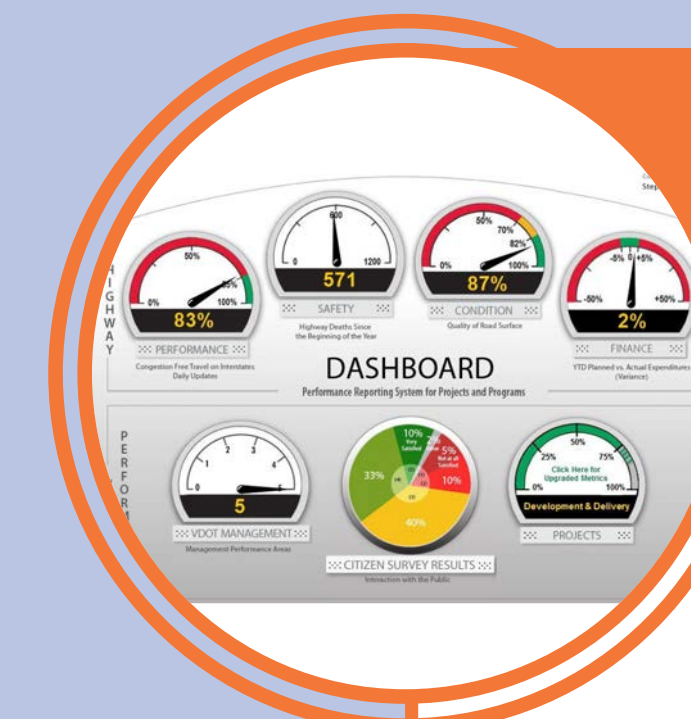 Step
HIGHWAY
50%
85%
0%
100%
83%
PERFORMANCE
Congestion Free Travel on Interstates
Daily Updates
600
0
1200
571
SAFETY
Highway Deaths Since
the Beginning of the Year
50%
70%
82%
0%
100%
87%
CONDITION
Quality of Road Surface
-5% 0 +5%
-50%
+50%
2%
FINANCE
YTD Planned vs. Actual Expenditures
(Variance)
DASHBOARD
Performance Reporting System for Projects and Programs
PERFORM
0
1
2
3
4
5
5
VDOT MANAGEMENT
Management Performance Areas
10%
Very
Satisfied
2%
5%
Not at all
Satisfied
33%
10%
40%
CITIZEN SURVEY RESULTS
Interaction with the Public
50%
25%
75%
Click Here for
Upgraded Metrics
0%
100%
Development & Delivery
PROJECTS